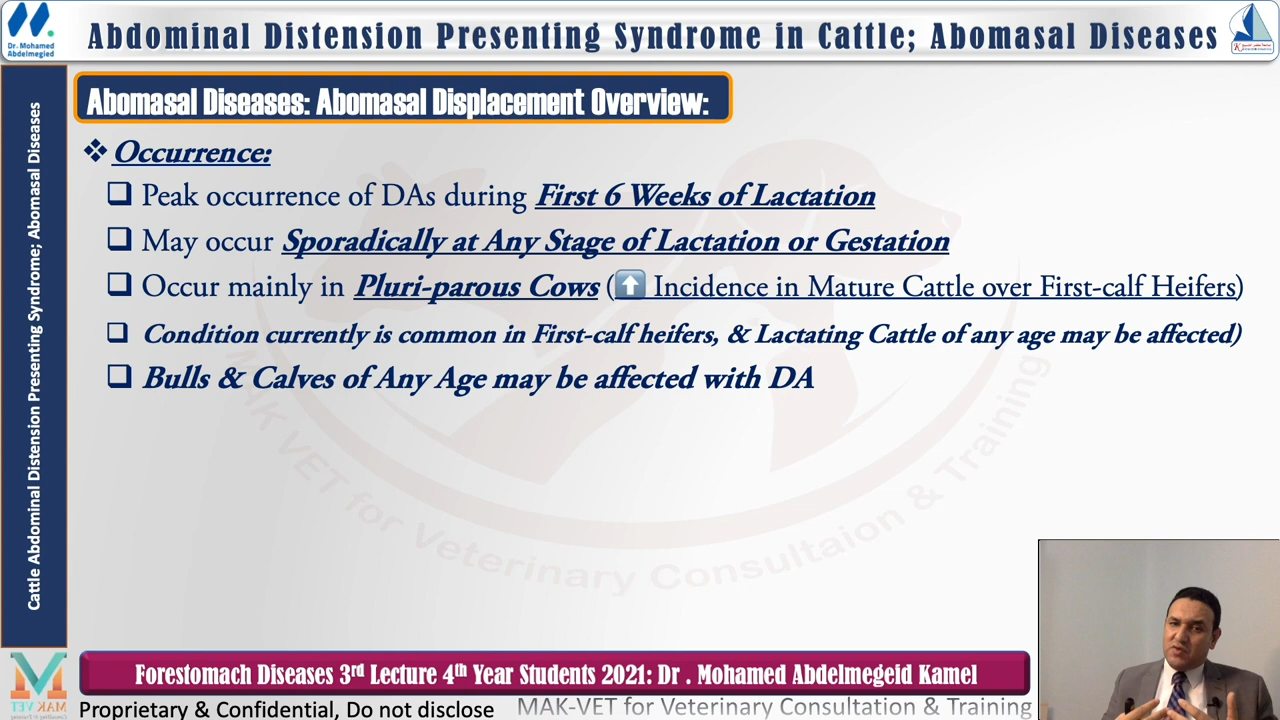 Dr. Mohamed
Abdelmegied
Abdominal Distension Presenting Syndrome in Cattle; Abomasal Diseases
Cattle Abdominal Distension Presenting Syndrome; Abomasal Diseases
Abomasal Diseases: Abomasal Displacement Overview:
❖ Occurrence:
❑ Peak occurrence of DAs during First 6 Weeks of Lactation
❑ May occur Sporadically at Any Stage of Lactation or Gestation
❑ Occur mainly in Pluri-parous Cows (⬆ Incidence in Mature Cattle over First-calf Heifers)
❑ Condition currently is common in First-calf heifers, & Lactating Cattle of any age may be affected)
❑ Bulls & Calves of Any Age may be affected with DA
MAK-VET for Veterinary Consultaion & Training
Forestomach Diseases 3rd Lecture 4th Year Students 2021: Dr . Mohamed Abdelmegeid Kamel
MAK-VET
Proprietary & Confidential, Do not disclose
MAK-VET for Veterinary Consultation & Training